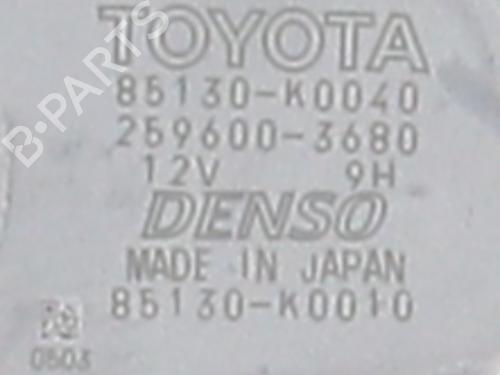 TOYOTA
85130-K0040
259600-3680
12V 9H
DENSO
MADE IN JAPAN
85130-K0010
0503
B-PARTS